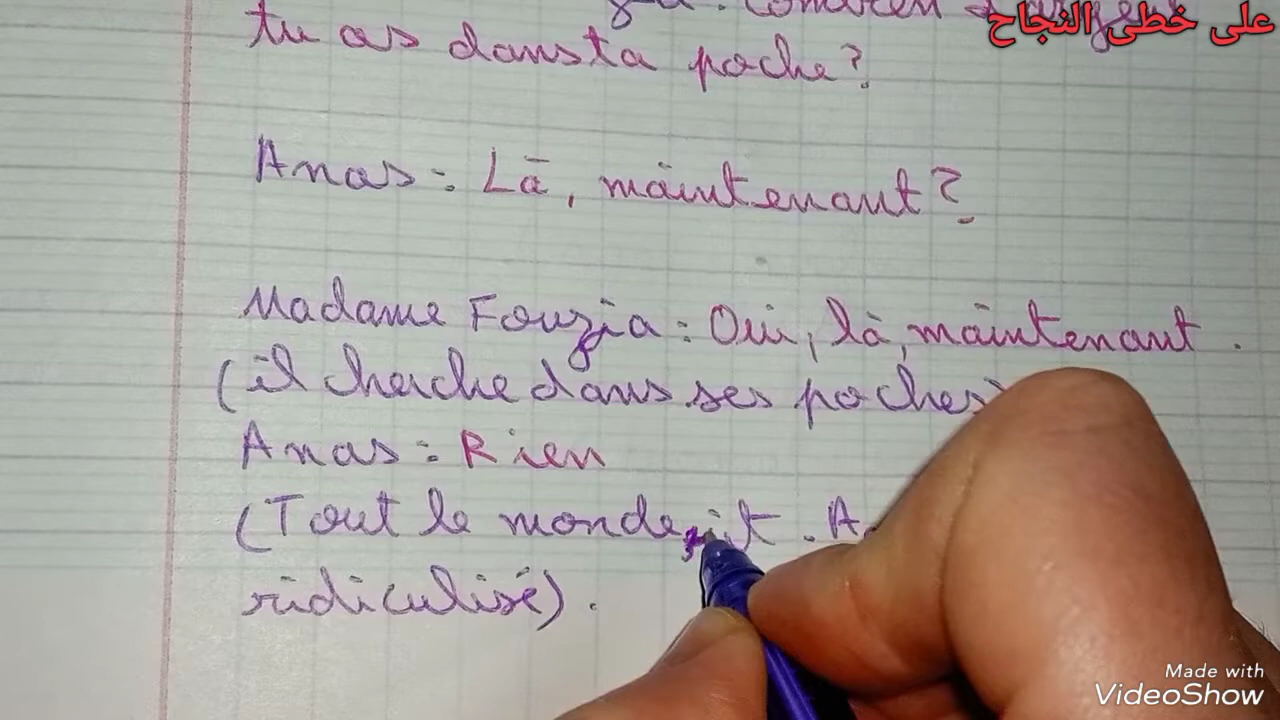 على خطى النجاح
tu as dans ta poche?
Anas: Là, maintenant?
Madame Fouzia: Oui, là, maintenant.
(il cherche dans ses poches)
Anas: Rien
(Tout le monde rit.
ridiculisé).
Made with
VideoShow